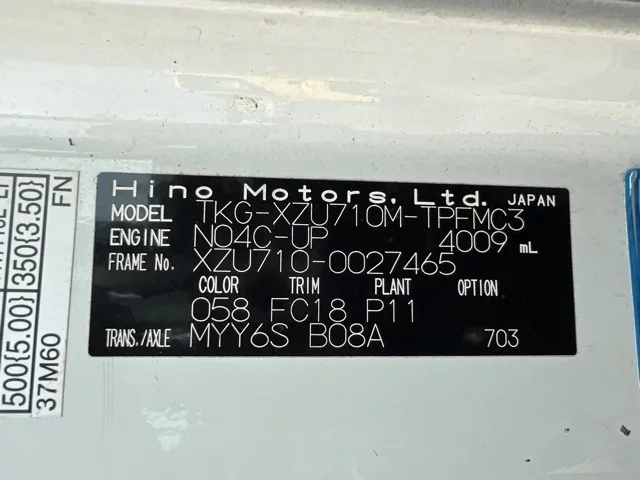 Hino Motors, Ltd. JAPAN
MODEL TKG-XZU710M-TPFMC3
ENGINE N04C-UP 4009 mL
FRAME No. XZU710-0027465
COLOR TRIM PLANT OPTION
058 FC18 P11
TRANS./AXLE MYY6S B08A 703
500{5.00} 350{3.50}
37M60 FN